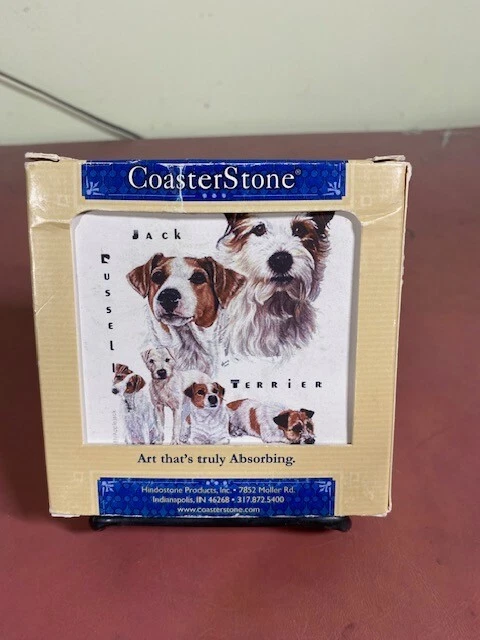 CoasterStone®
Jack
Russell
Terrier
Art that's truly Absorbing.
Hindostone Products, Inc. • 7852 Moller Rd.
Indianapolis, IN 46268 • 317.872.5400
www.coasterstone.com